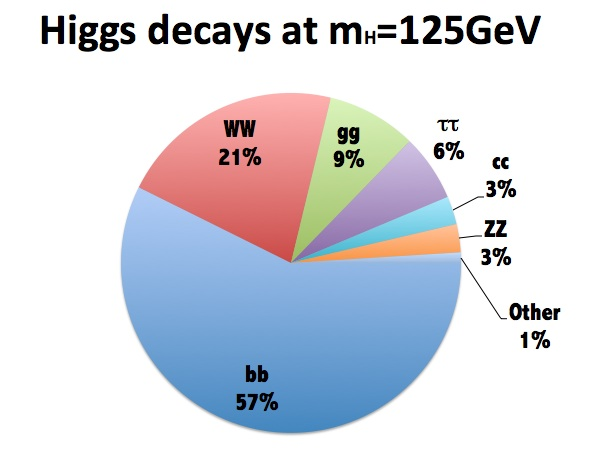 Higgs decays at mH=125GeV
WW
21%
gg
9%
ττ
6%
cc
3%
ZZ
3%
Other
1%
bb
57%